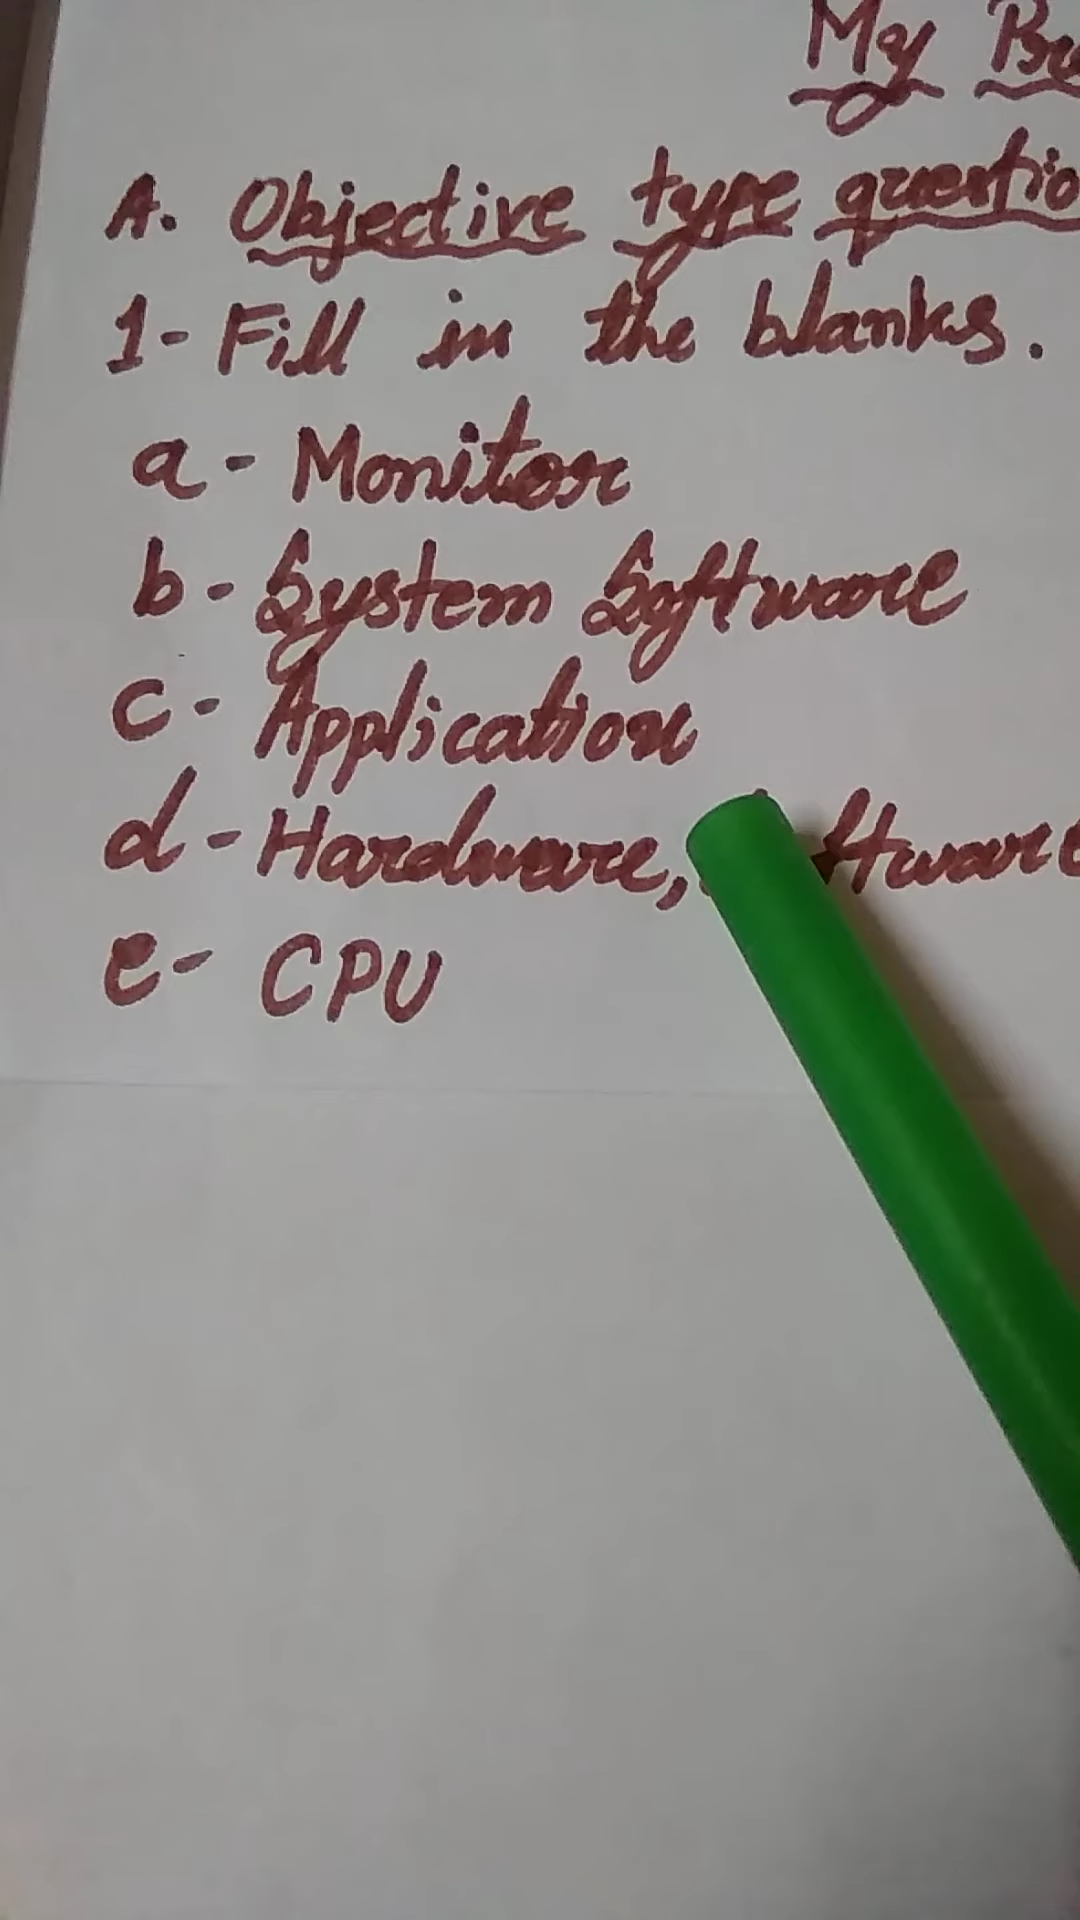 My
A. Objective type
1- Fill in the blanks.
a - Monitor
b - System Software
c - Application
d - Hardware,
e - CPU